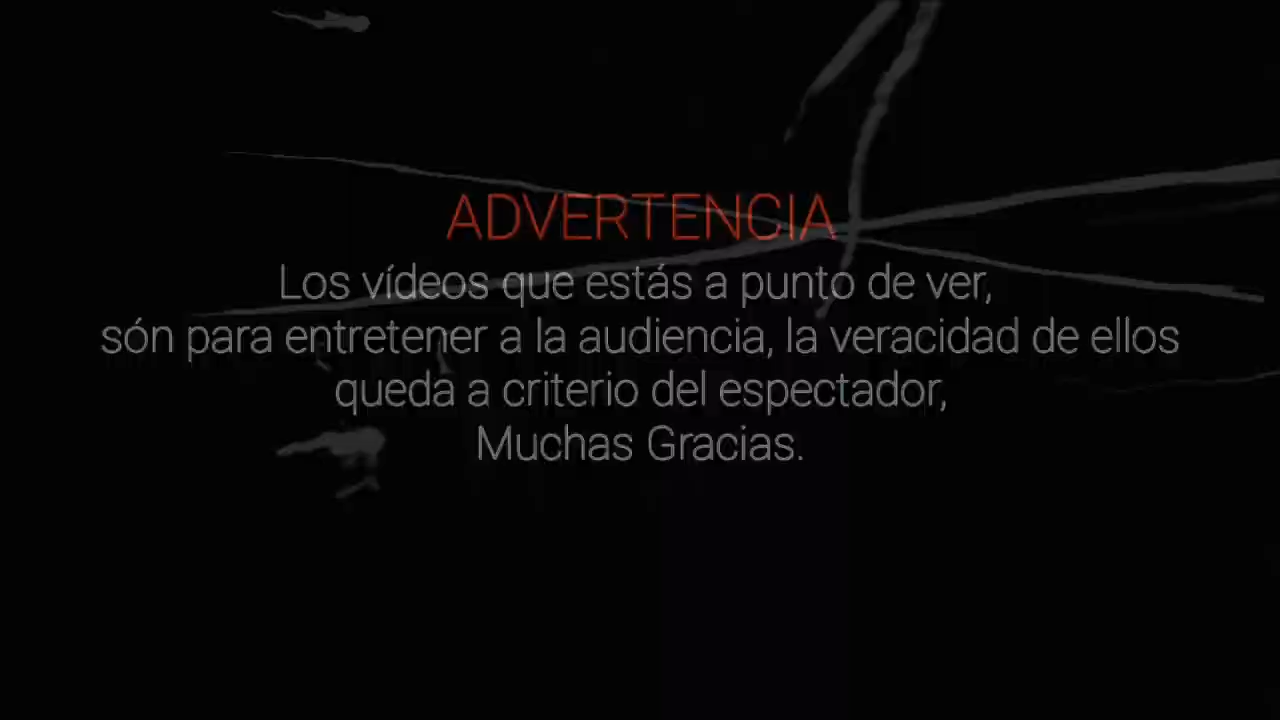 ADVERTENCIA
Los vídeos que estás a punto de ver,
són para entretener a la audiencia, la veracidad de ellos
queda a criterio del espectador,
Muchas Gracias.